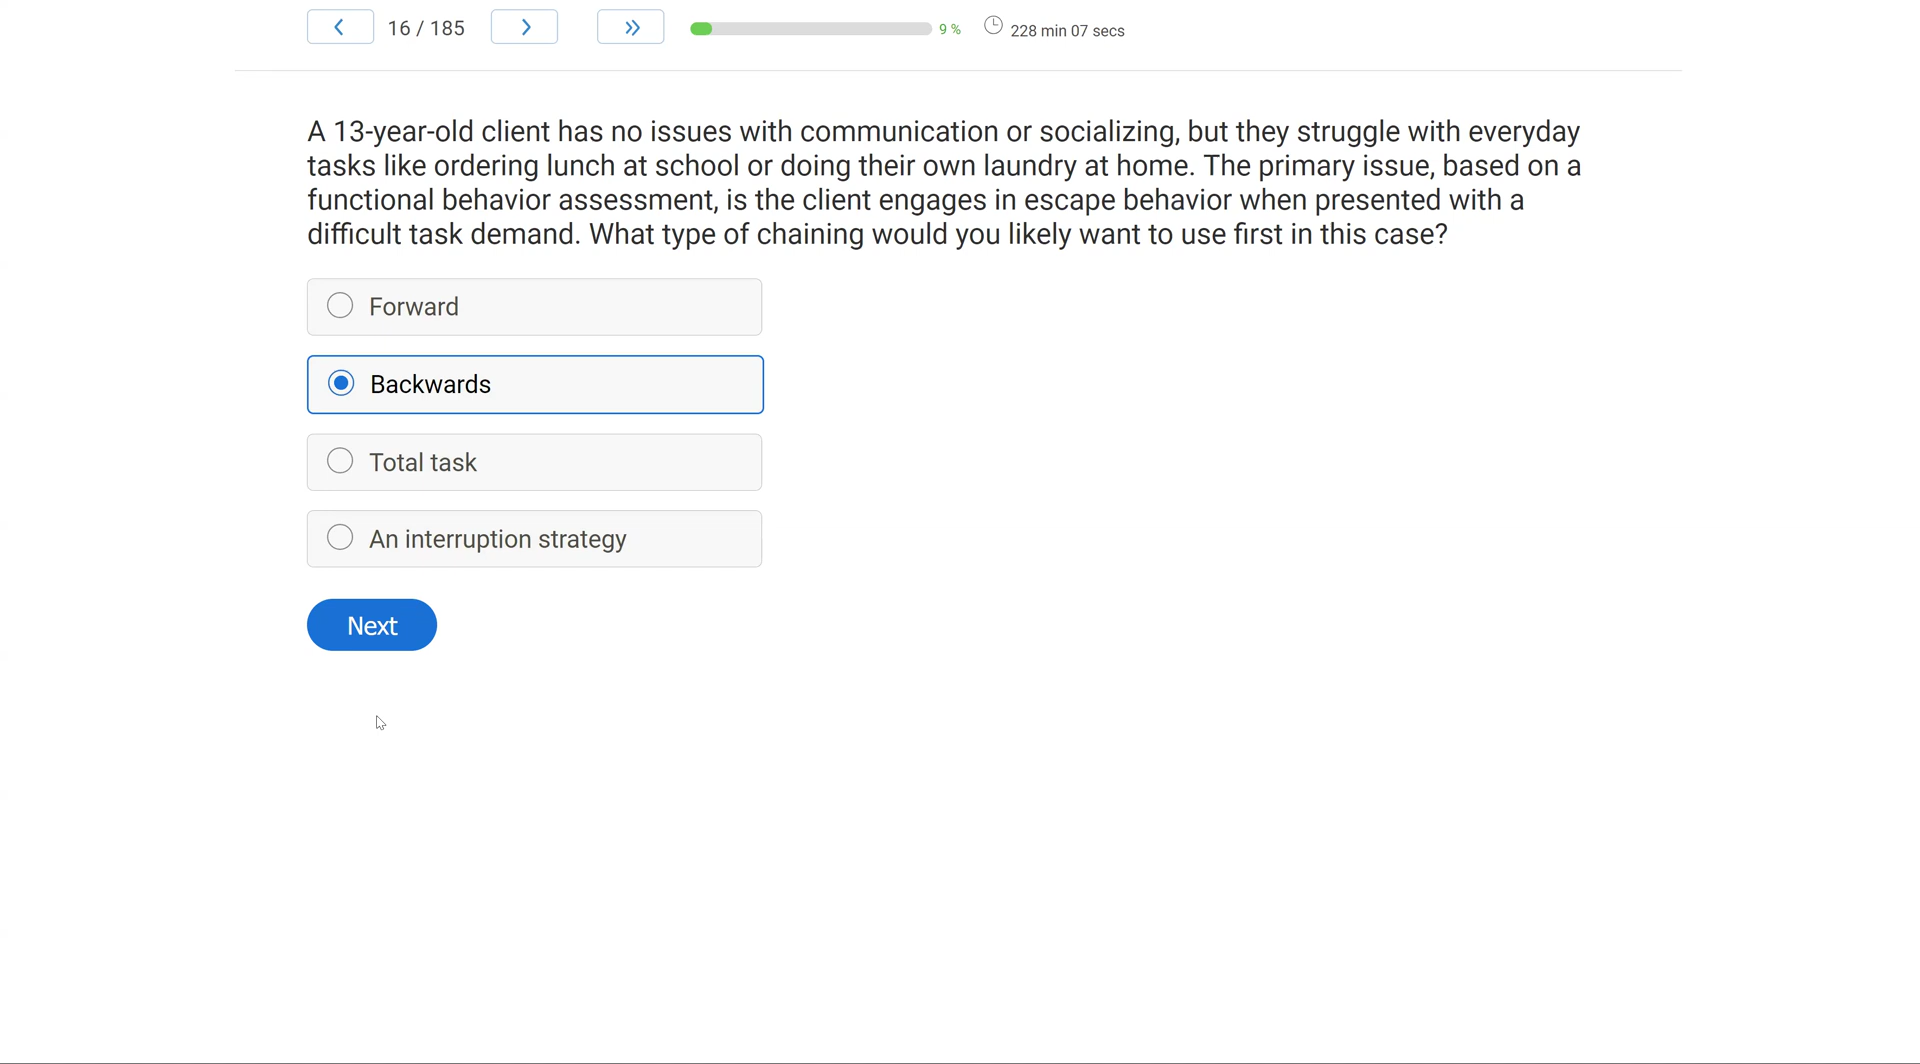 16 / 185
9 %
228 min 07 secs
A 13-year-old client has no issues with communication or socializing, but they struggle with everyday
tasks like ordering lunch at school or doing their own laundry at home. The primary issue, based on a
functional behavior assessment, is the client engages in escape behavior when presented with a
difficult task demand. What type of chaining would you likely want to use first in this case?
Forward
Backwards
Total task
An interruption strategy
Next